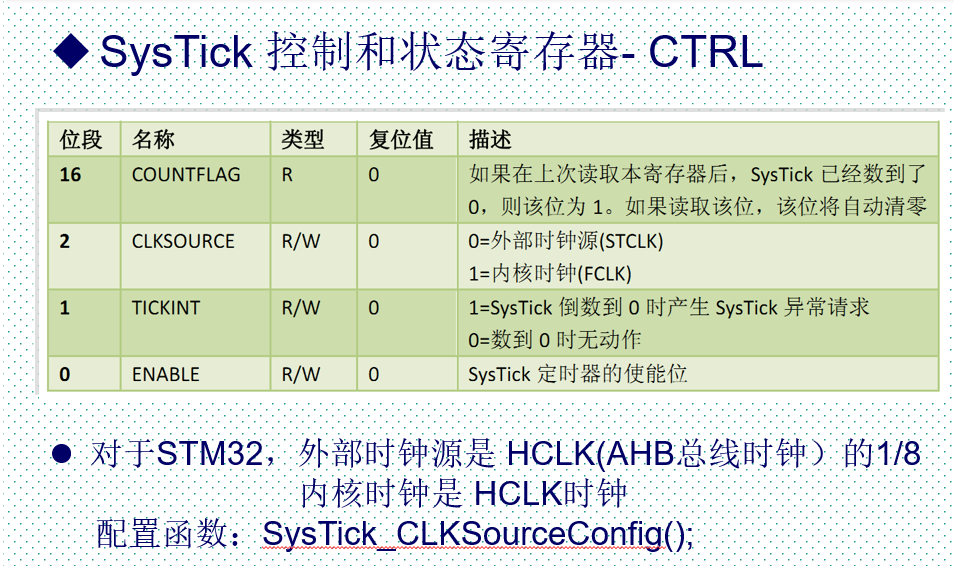 ◆ SysTick 控制和状态寄存器- CTRL
位段 名称 类型 复位值 描述
16 COUNTFLAG R 0 如果在上次读取本寄存器后，SysTick 已经数到了
0，则该位为 1。如果读取该位，该位将自动清零
2 CLKSOURCE R/W 0 0=外部时钟源(STCLK)
1=内核时钟(FCLK)
1 TICKINT R/W 0 1=SysTick 倒数到 0 时产生 SysTick 异常请求
0=数到 0 时无动作
0 ENABLE R/W 0 SysTick 定时器的使能位
● 对于STM32，外部时钟源是 HCLK(AHB总线时钟）的1/8
内核时钟是 HCLK时钟
配置函数：SysTick_CLKSourceConfig();